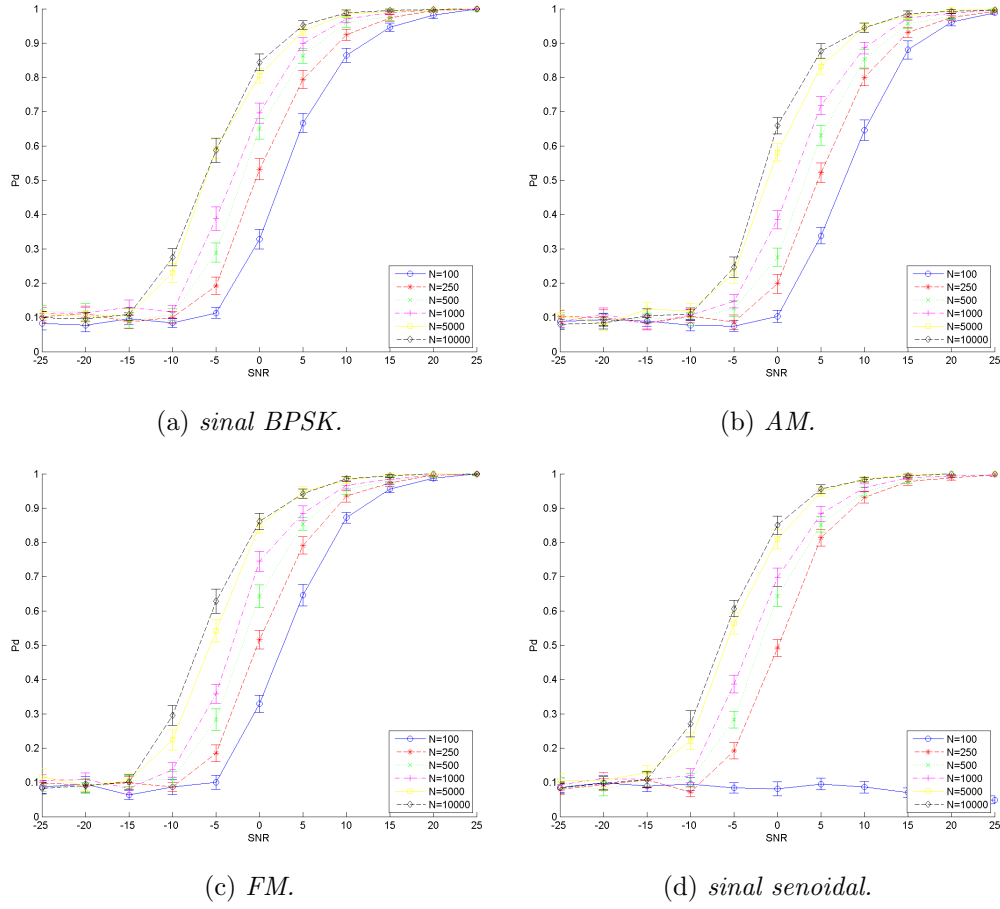 1
0.9
0.8
0.7
0.6
0.5
0.4
0.3
0.2
0.1
0
Pd
-25 -20 -15 -10 -5 0 5 10 15 20 25
SNR
N=100
N=250
N=500
N=1000
N=5000
N=10000
(a) sinal BPSK.
1
0.9
0.8
0.7
0.6
0.5
0.4
0.3
0.2
0.1
0
Pd
-25 -20 -15 -10 -5 0 5 10 15 20 25
SNR
N=100
N=250
N=500
N=1000
N=5000
N=10000
(b) AM.
1
0.9
0.8
0.7
0.6
0.5
0.4
0.3
0.2
0.1
0
Pd
-25 -20 -15 -10 -5 0 5 10 15 20 25
SNR
N=100
N=250
N=500
N=1000
N=5000
N=10000
(c) FM.
1
0.9
0.8
0.7
0.6
0.5
0.4
0.3
0.2
0.1
0
Pd
-25 -20 -15 -10 -5 0 5 10 15 20 25
SNR
N=100
N=250
N=500
N=1000
N=5000
N=10000
(d) sinal senoidal.